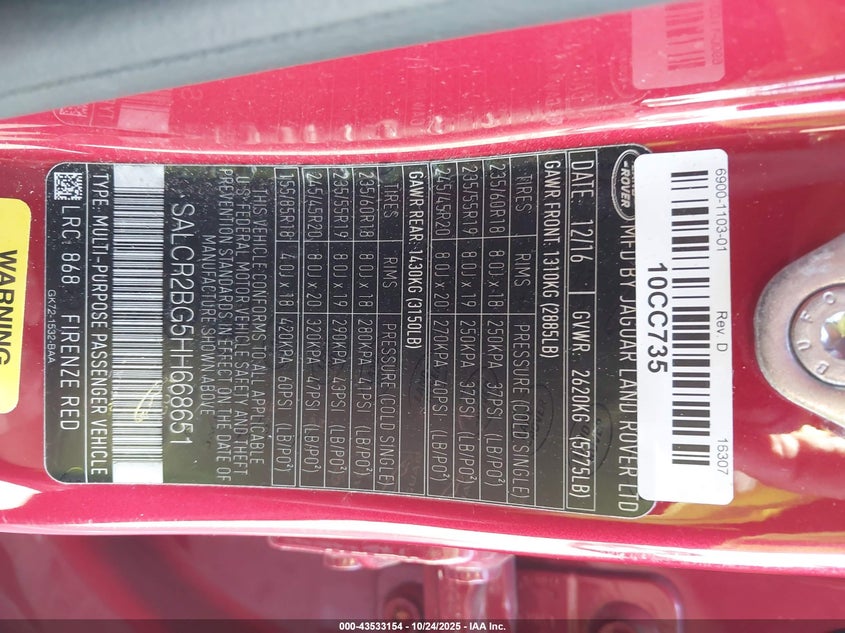 6900-1103-01 Rev. D 16307
10CC735
ROVER
MFD BY JAGUAR LAND ROVER LTD
DATE: 12/16 GVWR: 2620KG (5775LB)
GAWR FRONT: 1310KG (2885LB)
TIRES RIMS PRESSURE (COLD SINGLE)
235/60R18 8.0J x 18 250KPA 37PSI (LB/PO²)
235/55R19 8.0J x 19 250KPA 37PSI (LB/PO²)
245/45R20 8.0J x 20 270KPA 40PSI (LB/PO²)
GAWR REAR: 1430KG (3150LB)
TIRES RIMS PRESSURE (COLD SINGLE)
235/60R18 8.0J x 18 280KPA 41PSI (LB/PO²)
235/55R19 8.0J x 19 290KPA 43PSI (LB/PO²)
245/45R20 8.0J x 20 320KPA 47PSI (LB/PO²)
155/85R18 4.0J x 18 420KPA 60PSI (LB/PO²)
THIS VEHICLE CONFORMS TO ALL APPLICABLE
U.S. FEDERAL MOTOR VEHICLE SAFETY AND THEFT
PREVENTION STANDARDS IN EFFECT ON THE DATE OF
MANUFACTURE SHOWN ABOVE
SALCR2BG5HH668651
TYPE: MULTI-PURPOSE PASSENGER VEHICLE
LRC: 868 FIRENZE RED
GK72-1532-BAA
WARNING
BUFO
000-43533154 - 10/24/2025 - IAA Inc.